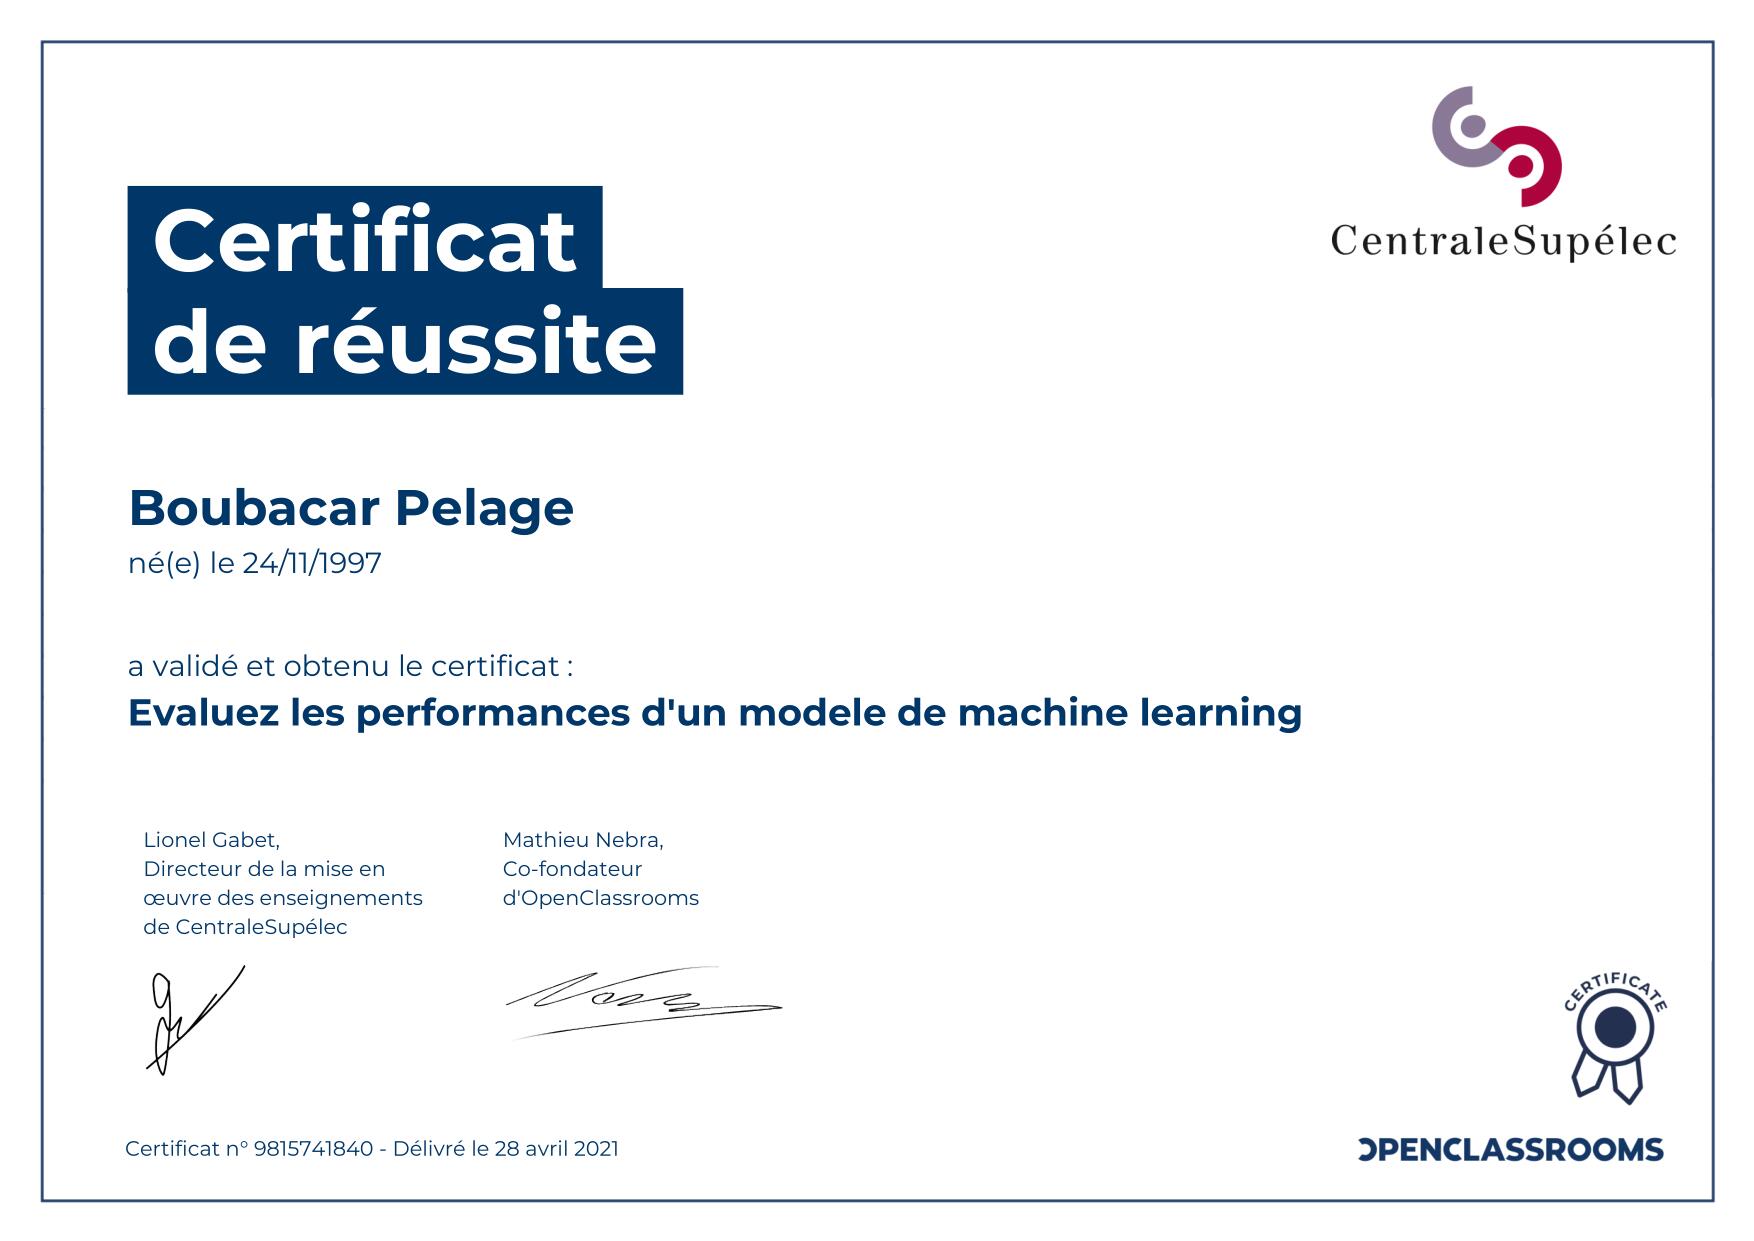 CentraleSupélec
Certificat
de réussite
Boubacar Pelage
né(e) le 24/11/1997
a validé et obtenu le certificat :
Evaluez les performances d'un modele de machine learning
Lionel Gabet,
Directeur de la mise en
œuvre des enseignements
de CentraleSupélec
Mathieu Nebra,
Co-fondateur
d'OpenClassrooms
CERTIFICATE
Certificat n° 9815741840 - Délivré le 28 avril 2021
OPENCLASSROOMS